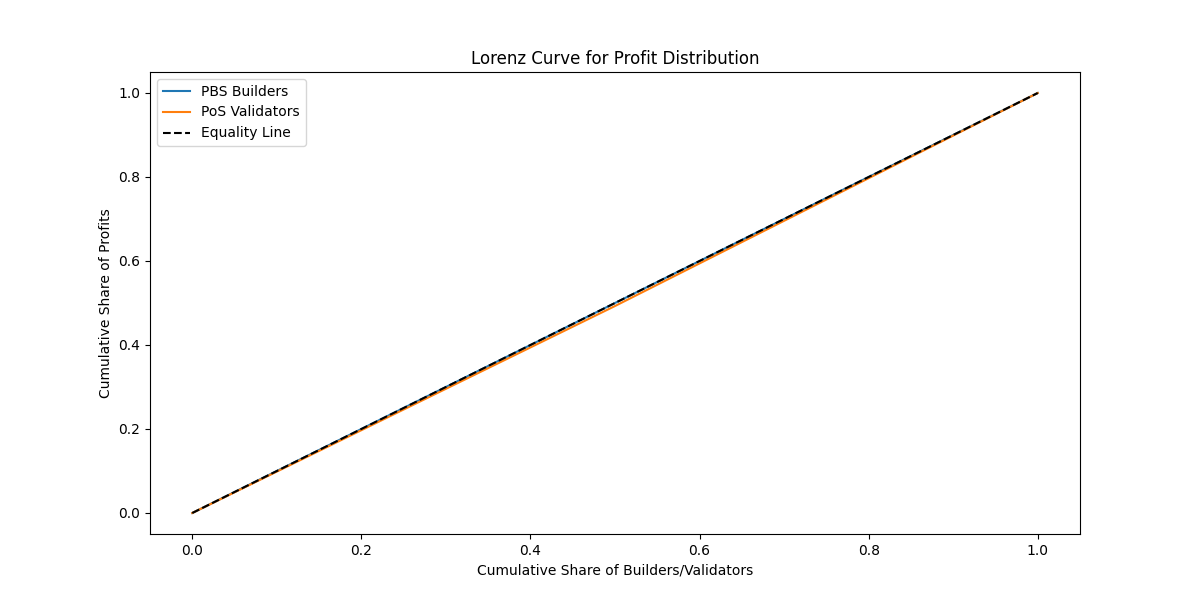 Lorenz Curve for Profit Distribution
PBS Builders
PoS Validators
Equality Line
1.0
0.8
0.6
0.4
0.2
0.0
Cumulative Share of Profits
0.0 0.2 0.4 0.6 0.8 1.0
Cumulative Share of Builders/Validators